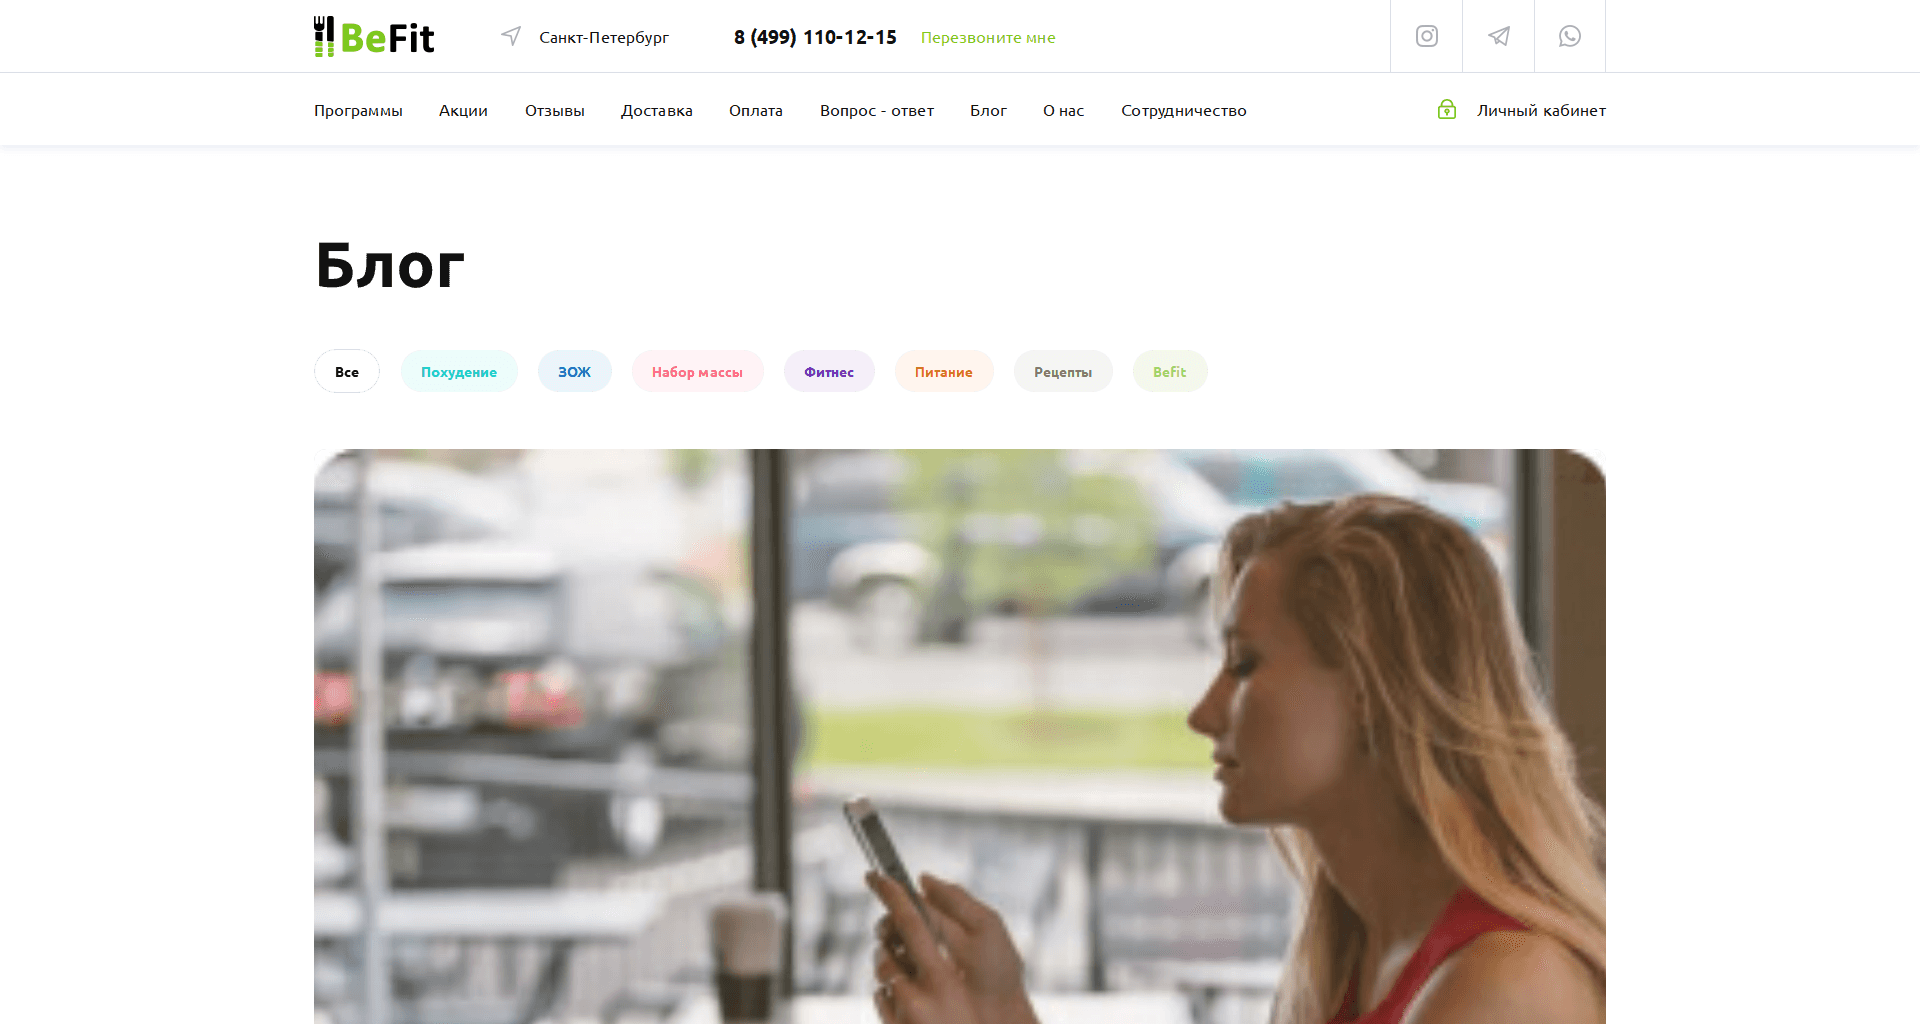 BeFit
Санкт-Петербург
8 (499) 110-12-15
Перезвоните мне
Программы
Акции
Отзывы
Доставка
Оплата
Вопрос - ответ
Блог
О нас
Сотрудничество
Личный кабинет
Блог
Все
Похудение
ЗОЖ
Набор массы
Фитнес
Питание
Рецепты
Befit